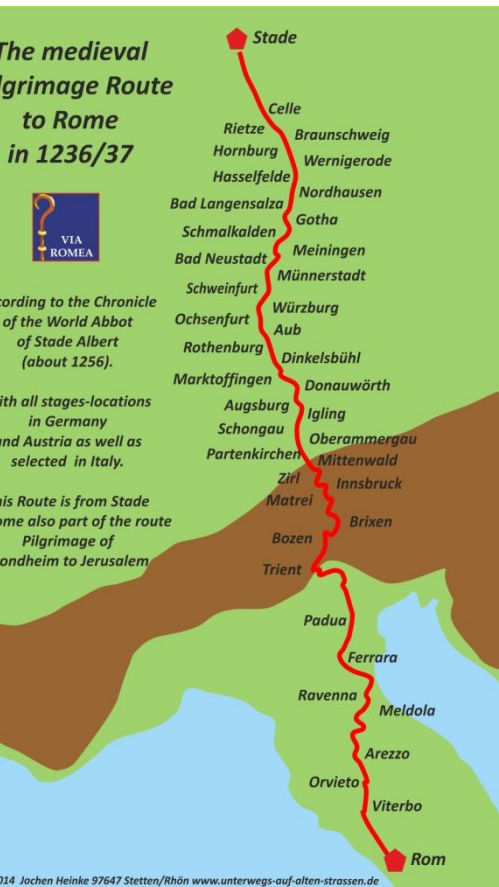 The medieval
lgrimage Route
to Rome
in 1236/37
VIA
ROMEA
cording to the Chronicle
of the World Abbot
of Stade Albert
(about 1256).
ith all stages-locations
in Germany
and Austria as well as
selected in Italy.
his Route is from Stade
ome also part of the route
Pilgrimage of
ondheim to Jerusalem
Stade
Celle
Rietze
Braunschweig
Hornburg
Wernigerode
Hasselfelde
Nordhausen
Bad Langensalza
Gotha
Schmalkalden
Meiningen
Bad Neustadt
Münnerstadt
Schweinfurt
Würzburg
Ochsenfurt
Aub
Rothenburg
Dinkelsbühl
Marktoffingen
Donauwörth
Augsburg
Igling
Schongau
Oberammergau
Partenkirchen
Mittenwald
Zirl
Innsbruck
Matrei
Brixen
Bozen
Trient
Padua
Ferrara
Ravenna
Meldola
Arezzo
Orvieto
Viterbo
Rom
014 Jochen Heinke 97647 Stetten/Rhön www.unterwegs-auf-alten-strassen.de